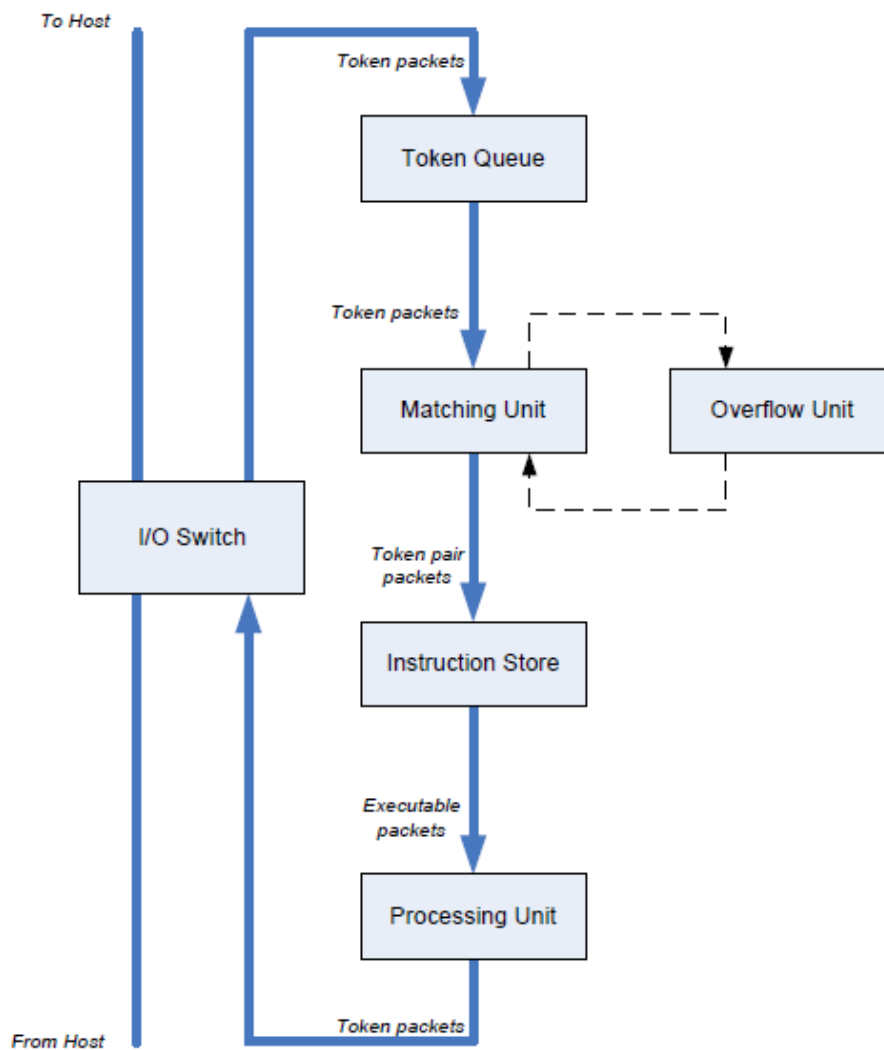 To Host
Token packets
Token Queue
Token packets
Matching Unit
Overflow Unit
I/O Switch
Token pair
packets
Instruction Store
Executable
packets
Processing Unit
Token packets
From Host